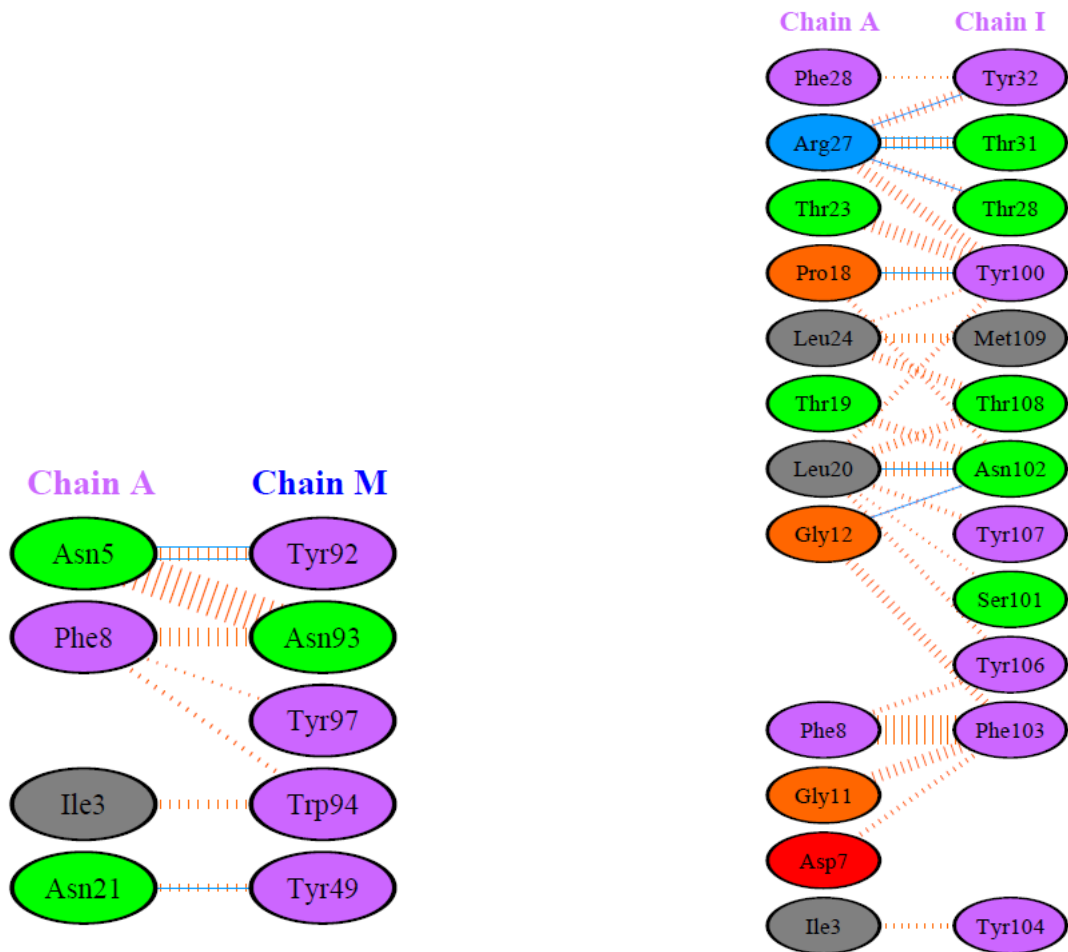 Chain A Chain M
Asn5 Tyr92
Phe8 Asn93
Tyr97
Ile3 Trp94
Asn21 Tyr49
Chain A Chain I
Phe28 Tyr32
Arg27 Thr31
Thr23 Thr28
Pro18 Tyr100
Leu24 Met109
Thr19 Thr108
Leu20 Asn102
Gly12 Tyr107
Ser101
Tyr106
Phe8 Phe103
Gly11
Asp7
Ile3 Tyr104